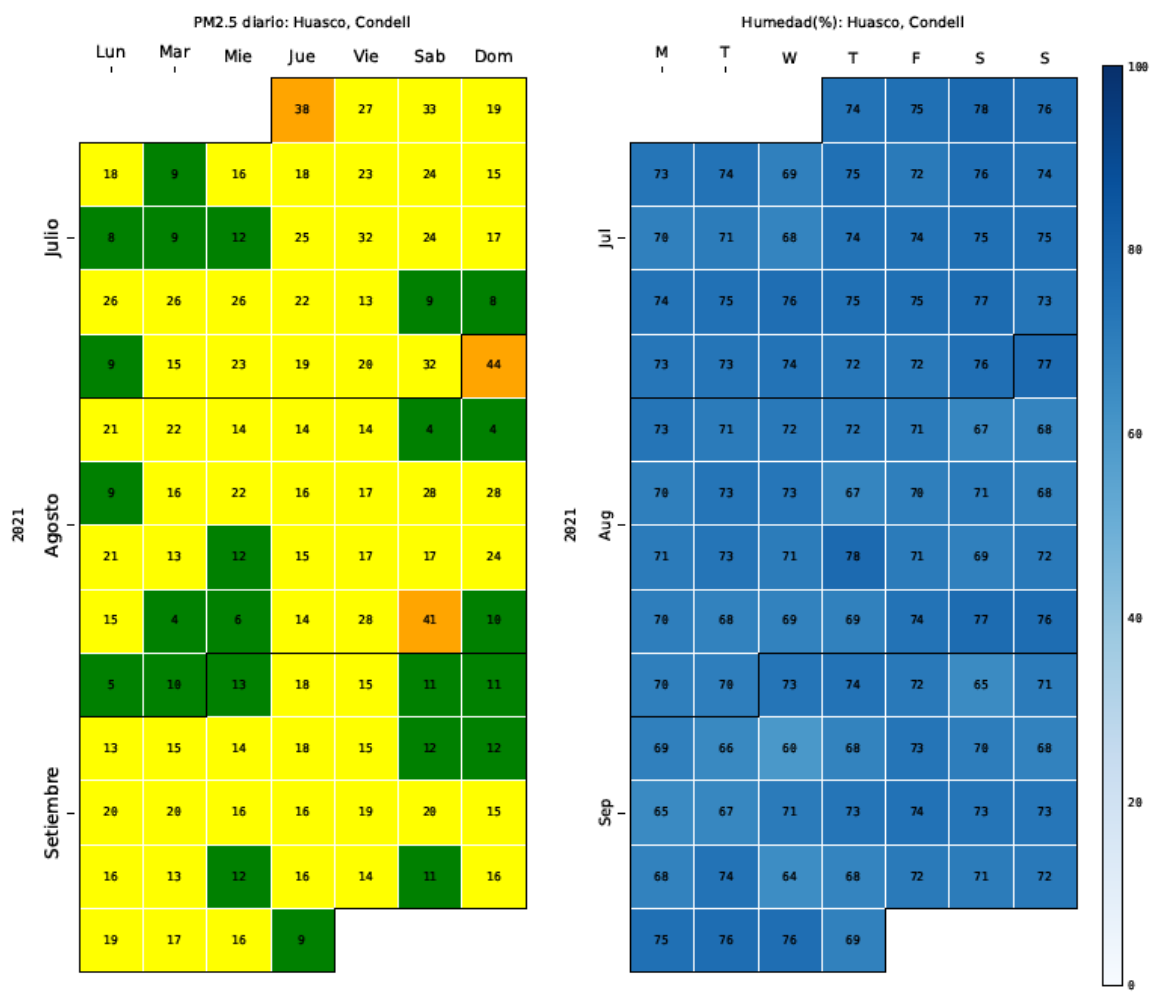 PM2.5 diario: Huasco, Condell
Lun Mar Mie Jue Vie Sab Dom
38 27 33 19
18 9 16 18 23 24 15
Julio
8 9 12 25 32 24 17
26 26 26 22 13 9 8
9 15 23 19 20 32 44
21 22 14 14 14 4 4
9 16 22 16 17 28 28
2021
Agosto
21 13 12 15 17 17 24
15 4 6 14 28 41 10
5 10 13 18 15 11 11
13 15 14 18 15 12 12
Setiembre
20 20 16 16 19 20 15
16 13 12 16 14 11 16
19 17 16 9
Humedad(%): Huasco, Condell
M T W T F S S
74 75 78 76
73 74 69 75 72 76 74
Jul
70 71 68 74 74 75 75
74 75 76 75 75 77 73
73 73 74 72 72 76 77
73 71 72 72 71 67 68
70 73 73 67 70 71 68
2021
Aug
71 73 71 78 71 69 72
70 68 69 69 74 77 76
70 70 73 74 72 65 71
69 66 60 68 73 70 68
Sep
65 67 71 73 74 73 73
68 74 64 68 72 71 72
75 76 76 69
100
80
60
40
20
0